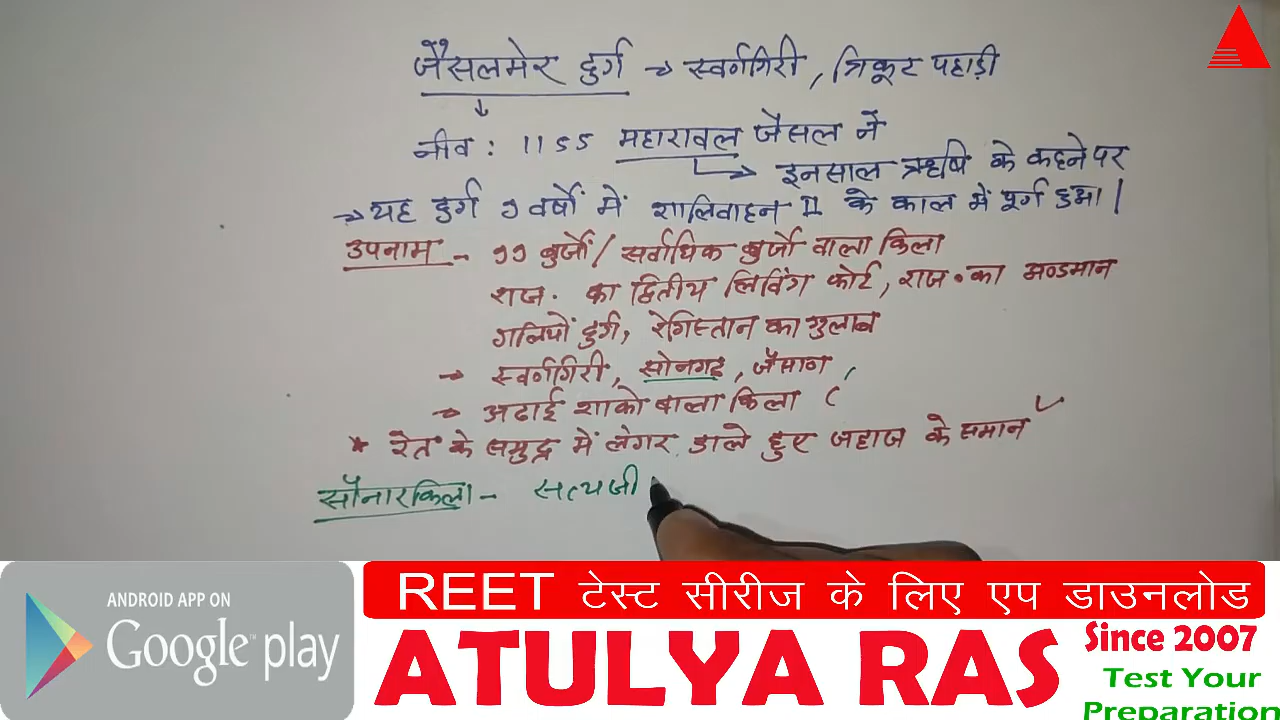 जैसलमेर दुर्ग → स्वर्णगिरी, त्रिकूट पहाड़ी
नीव : 1155 महारावल जैसल नें
→ इनसाल ऋषि के कहने पर
→ यह दुर्ग 7 वर्षों में शालिवाहन II के काल में पूर्ण हुआ।
उपनाम - 99 बुर्जो / सर्वाधिक बुर्जो वाला किला
राज. का द्वितीय लिविंग फोर्ट, राज. का अण्डमान
गलियों दुर्ग, रेगिस्तान का गुलाब
→ स्वर्णगिरी, सोनगढ, जैसाण,
→ अढाई शाको वाला किला (
* रेत के समुद्र में लेगर डाले हुए जहाज के समान
सोनारकिला - सत्यजी
ANDROID APP ON
Google play
REET टेस्ट सीरीज के लिए एप डाउनलोड
ATULYA RAS
Since 2007
Test Your
Preparation